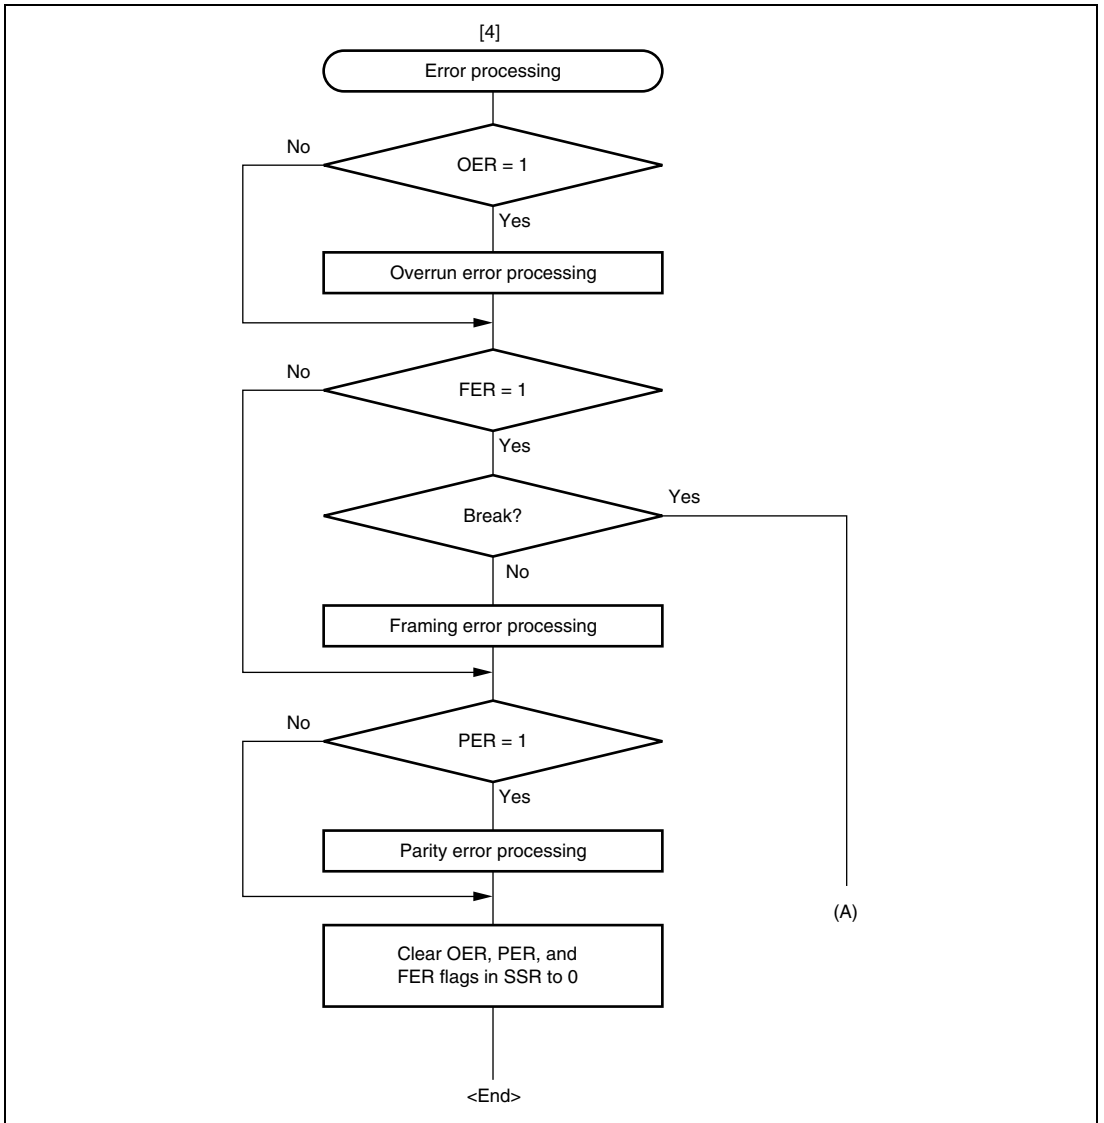 [4]
Error processing
No
OER = 1
Yes
Overrun error processing
No
FER = 1
Yes
Break?
Yes
No
Framing error processing
No
PER = 1
Yes
Parity error processing
(A)
Clear OER, PER, and
FER flags in SSR to 0
<End>